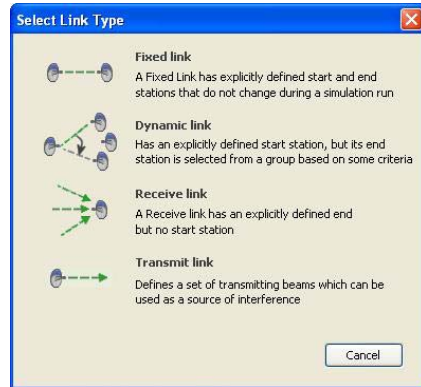 Select Link Type
Fixed link
A Fixed Link has explicitly defined start and end
stations that do not change during a simulation run
Dynamic link
Has an explicitly defined start station, but its end
station is selected from a group based on some criteria
Receive link
A Receive link has an explicitly defined end
but no start station
Transmit link
Defines a set of transmitting beams which can be
used as a source of interference
Cancel